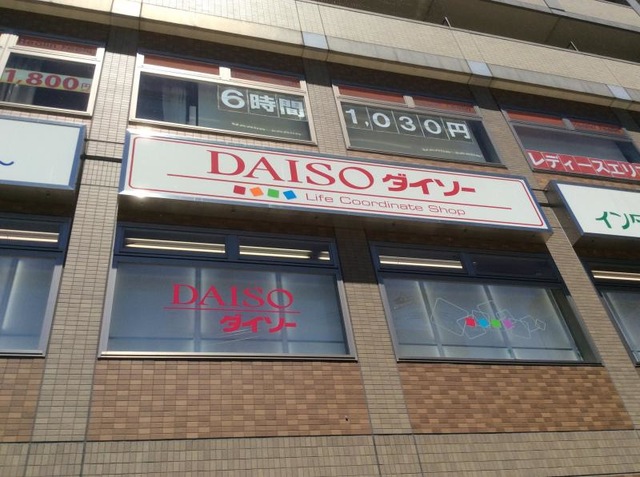 1,800円
6時間
1,030円
レディースエリア
DAISO ダイソー
Life Coordinate Shop
イン
DAISO
ダイソー